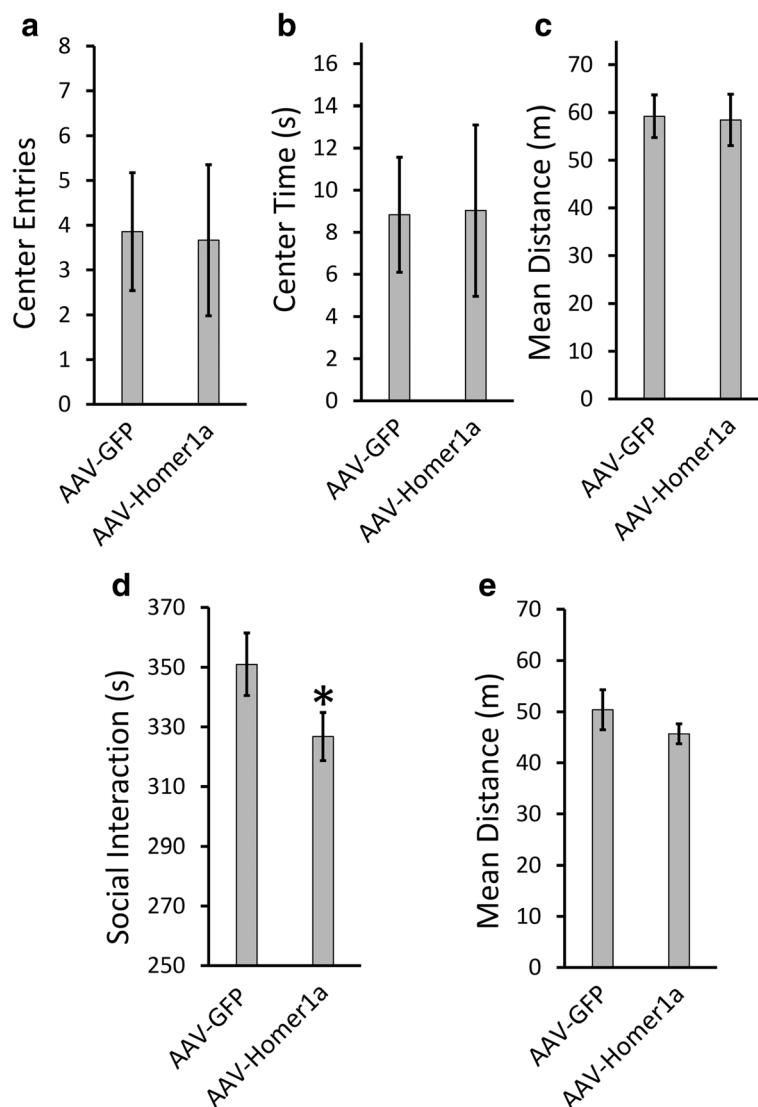 a
Center Entries
8
7
6
5
4
3
2
1
0
AAV-GFP
AAV-Homer1a
b
Center Time (s)
16
14
12
10
8
6
4
2
0
AAV-GFP
AAV-Homer1a
c
Mean Distance (m)
70
60
50
40
30
20
10
0
AAV-GFP
AAV-Homer1a
d
Social Interaction (s)
370
350
330
310
290
270
250
*
AAV-GFP
AAV-Homer1a
e
Mean Distance (m)
70
60
50
40
30
20
10
0
AAV-GFP
AAV-Homer1a